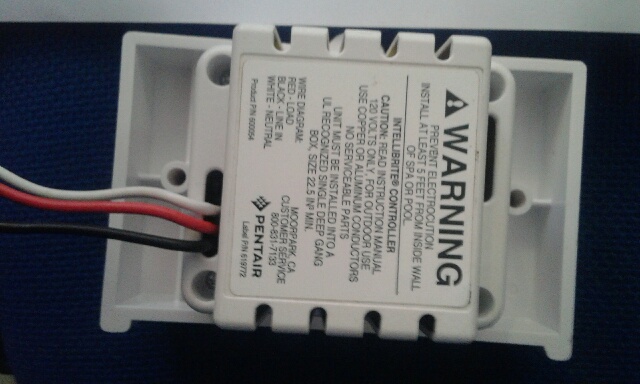 WARNING
PREVENT ELECTROCUTION
INSTALL AT LEAST 5 FEET FROM INSIDE WALL
OF SPA OR POOL
INTELLIBRITE® CONTROLLER
CAUTION: READ INSTRUCTION MANUAL
120 VOLTS ONLY, FOR OUTDOOR USE
USE COPPER OR ALUMINUM CONDUCTORS
NO SERVICEABLE PARTS
UNIT MUST BE INSTALLED INTO A
UL RECOGNIZED SINGLE DEEP GANG
BOX, SIZE 22.5 IN³ MIN.
WIRE DIAGRAM:
RED - LOAD
BLACK - LINE IN
WHITE - NEUTRAL
Product P/N 600054
MOORPARK, CA
CUSTOMER SERVICE
800-831-7133
PENTAIR
Label P/N 619772